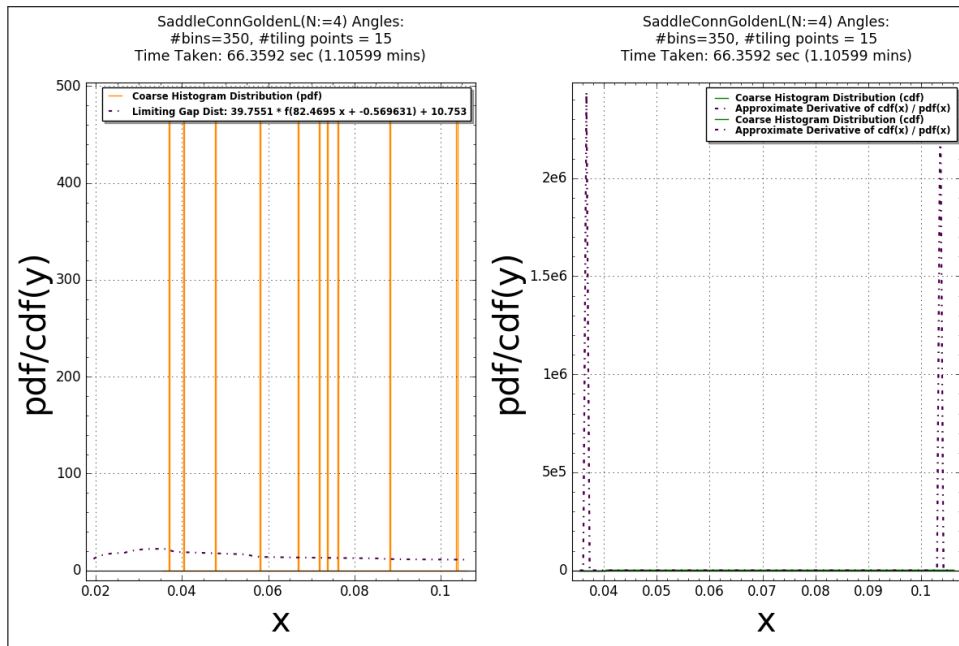 SaddleConnGoldenL(N:=4) Angles:
#bins=350, #tiling points = 15
Time Taken: 66.3592 sec (1.10599 mins)
500
400
300
200
100
0
pdf/cdf(y)
Coarse Histogram Distribution (pdf)
Limiting Gap Dist: 39.7551 * f(82.4695 x + -0.569631) + 10.753
0.02
0.04
0.06
0.08
0.1
x
SaddleConnGoldenL(N:=4) Angles:
#bins=350, #tiling points = 15
Time Taken: 66.3592 sec (1.10599 mins)
2e6
1.5e6
1e6
5e5
0
pdf/cdf(y)
Coarse Histogram Distribution (cdf)
Approximate Derivative of cdf(x) / pdf(x)
Coarse Histogram Distribution (cdf)
Approximate Derivative of cdf(x) / pdf(x)
0.04
0.05
0.06
0.07
0.08
0.09
0.1
x